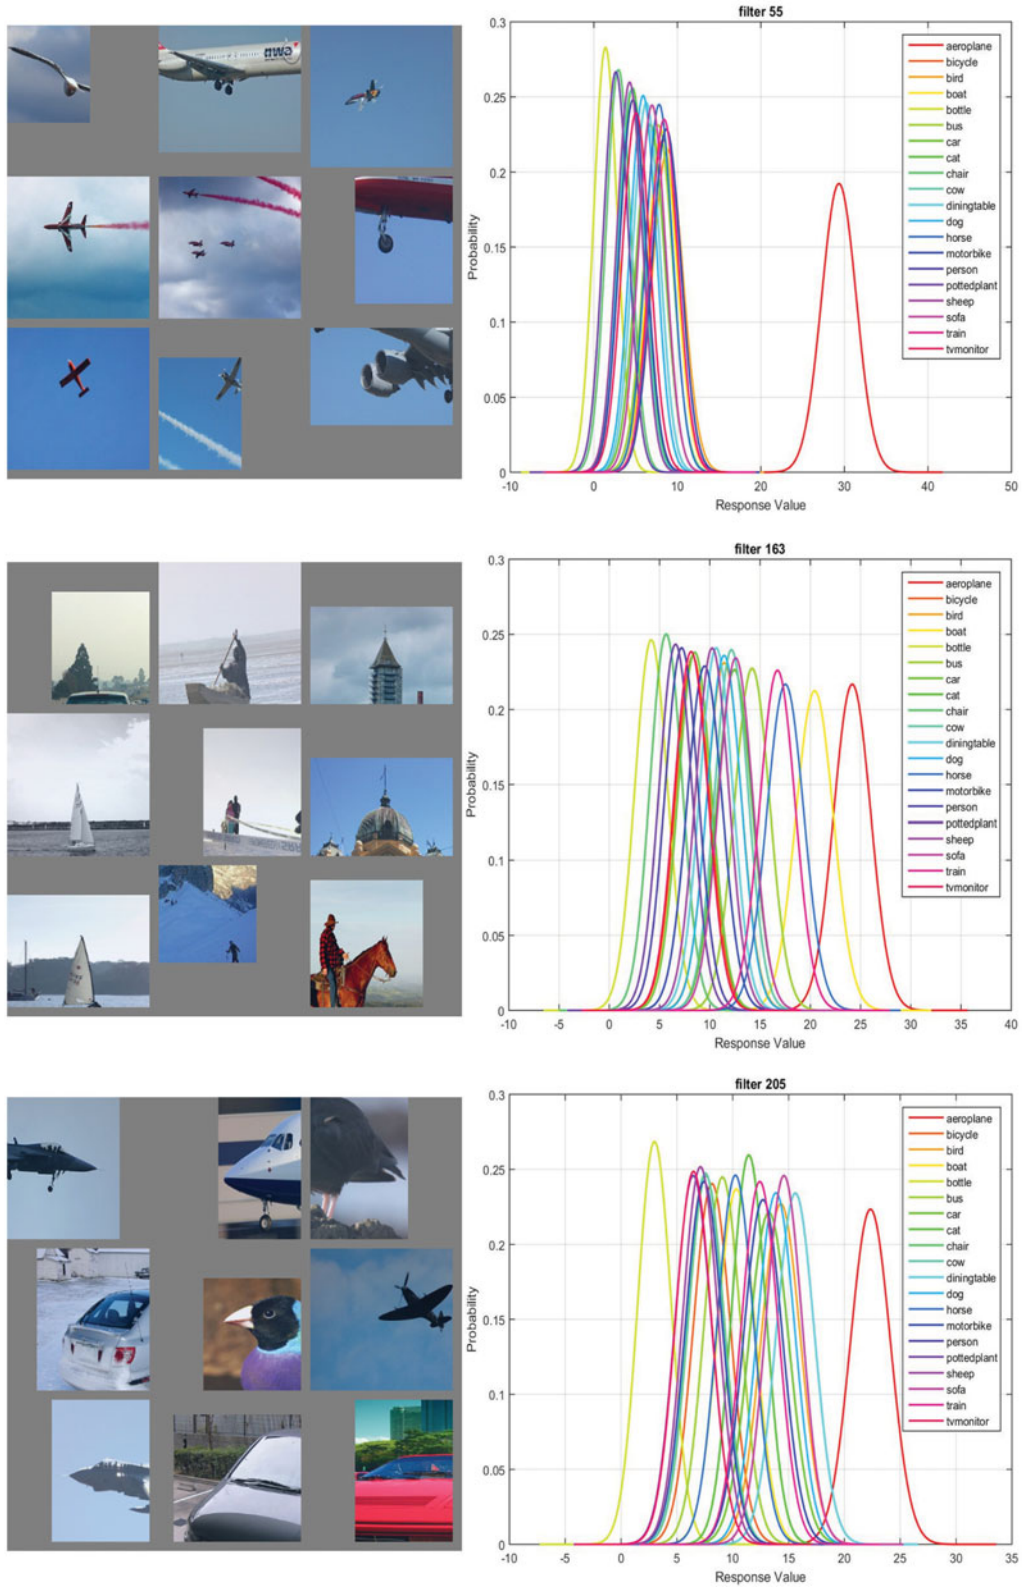 filter 55
0.3
0.25
0.2
0.15
0.1
0.05
0
Probability
-10
0
10
20
30
40
50
Response Value
aeroplane
bicycle
bird
boat
bottle
bus
car
cat
chair
cow
diningtable
dog
horse
motorbike
person
pottedplant
sheep
sofa
train
tvmonitor
nwa
filter 163
0.3
0.25
0.2
0.15
0.1
0.05
0
Probability
-10
-5
0
5
10
15
20
25
30
35
40
Response Value
aeroplane
bicycle
bird
boat
bottle
bus
car
cat
chair
cow
diningtable
dog
horse
motorbike
person
pottedplant
sheep
sofa
train
tvmonitor
filter 205
0.3
0.25
0.2
0.15
0.1
0.05
0
Probability
-10
-5
0
5
10
15
20
25
30
35
Response Value
aeroplane
bicycle
bird
boat
bottle
bus
car
cat
chair
cow
diningtable
dog
horse
motorbike
person
pottedplant
sheep
sofa
train
tvmonitor